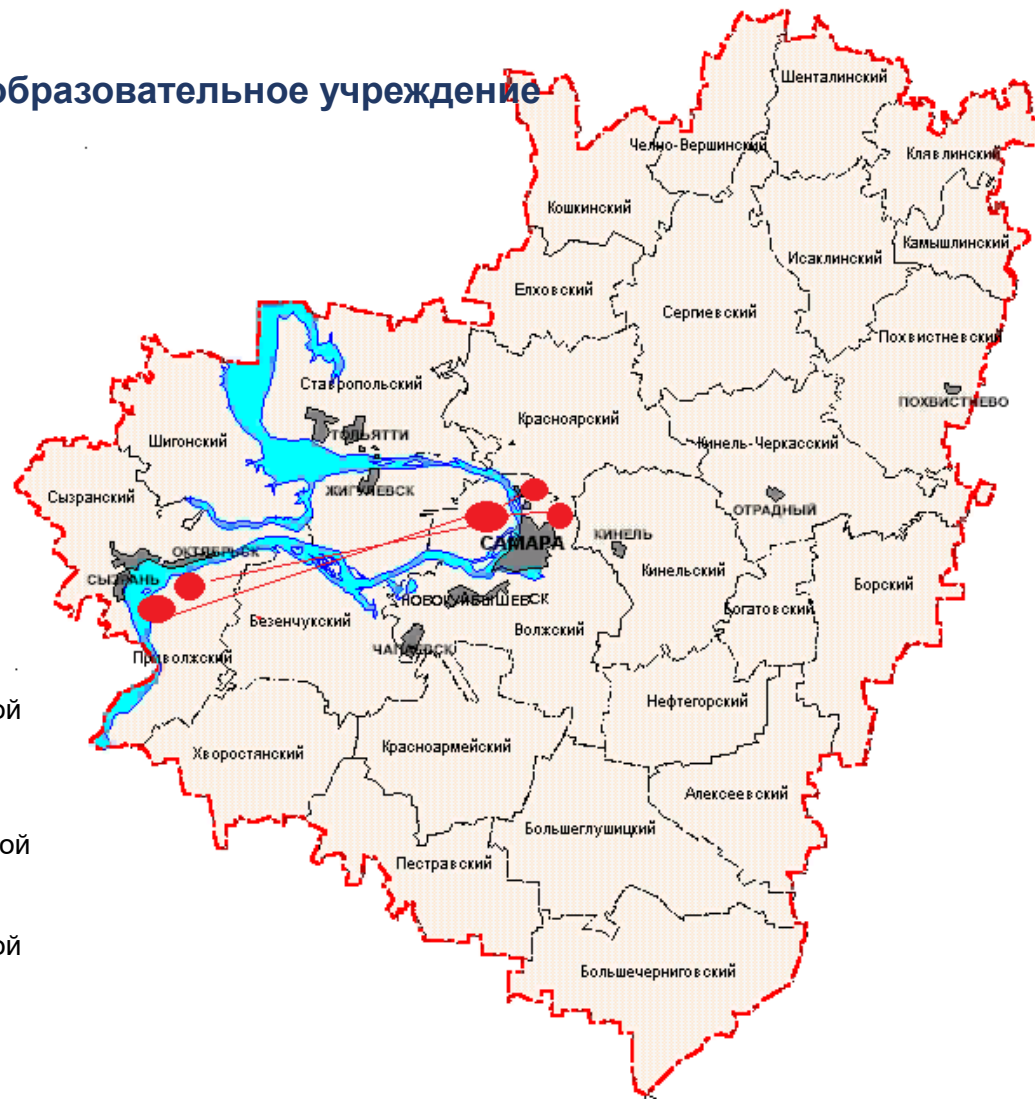 образовательное учреждение
Шенталинский
Челно-Вершинский
Клявлинский
Кошкинский
Камышлинский
Исаклинский
Елховский
Сергиевский
Похвистневский
Ставропольский
ПОХВИСТНЕВО
Красноярский
ТОЛЬЯТТИ
Шигонский
Кинель-Черкасский
Сызранский
ЖИГУЛЕВСК
ОТРАДНЫЙ
КИНЕЛЬ
САМАРА
ОКТЯБРЬСК
СЫЗРАНЬ
Кинельский
Борский
НОВОКУЙБЫШЕВСК
Богатовский
Безенчукский
Волжский
ЧАПАЕВСК
Приволжский
Нефтегорский
ой
Красноармейский
Хворостянский
Алексеевский
Большеглушицкий
ой
Пестравский
ой
Большечерниговский